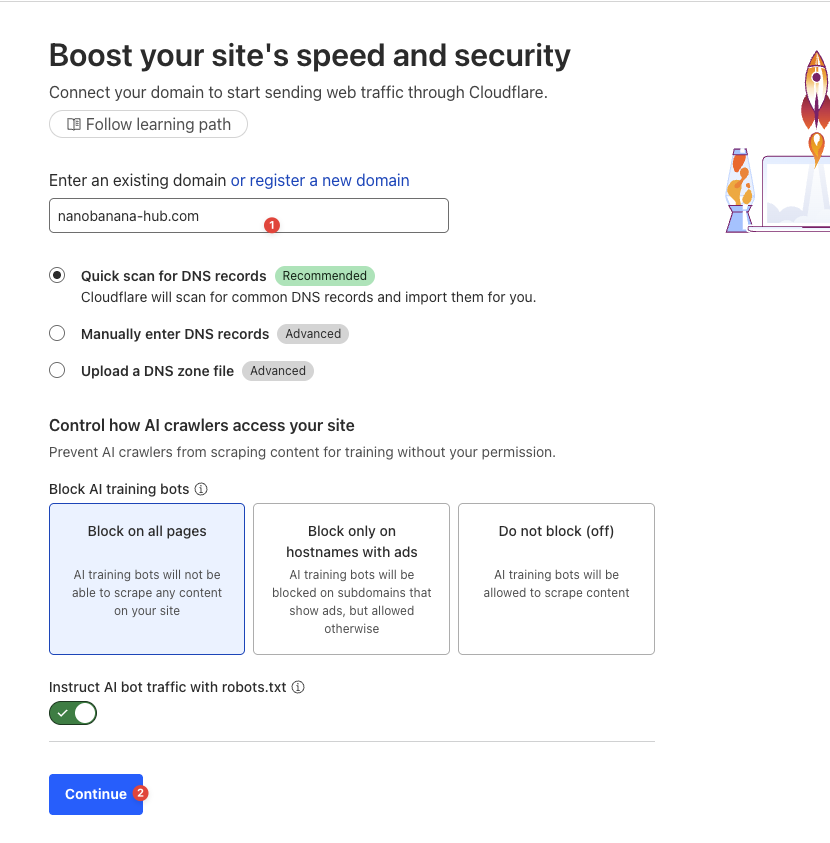 Boost your site's speed and security
Connect your domain to start sending web traffic through Cloudflare.
Follow learning path
Enter an existing domain or register a new domain
nanobanana-hub.com
1
Quick scan for DNS records Recommended
Cloudflare will scan for common DNS records and import them for you.
Manually enter DNS records Advanced
Upload a DNS zone file Advanced
Control how AI crawlers access your site
Prevent AI crawlers from scraping content for training without your permission.
Block AI training bots
Block on all pages
AI training bots will not be
able to scrape any content
on your site
Block only on
hostnames with ads
AI training bots will be
blocked on subdomains that
show ads, but allowed
otherwise
Do not block (off)
AI training bots will be
allowed to scrape content
Instruct AI bot traffic with robots.txt
Continue 2